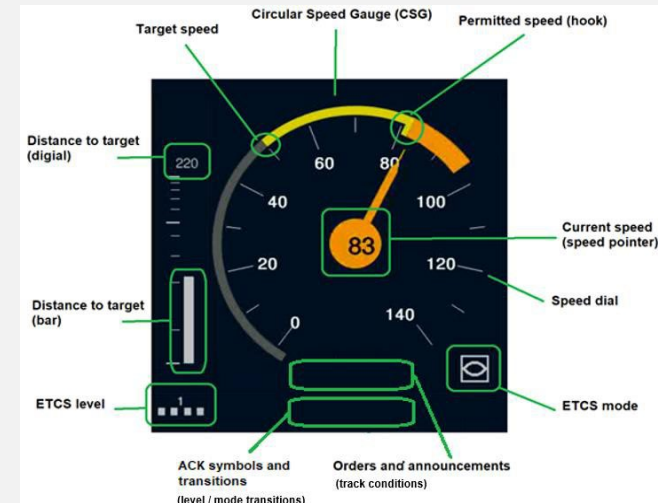 Circular Speed Gauge (CSG)
Target speed
Permitted speed (hook)
Distance to target
(digial)
220
60
80
40
100
83
Current speed
(speed pointer)
20
120
Speed dial
Distance to target
(bar)
0
140
ETCS level
1
ETCS mode
ACK symbols and
transitions
(level / mode transitions)
Orders and announcements
(track conditions)